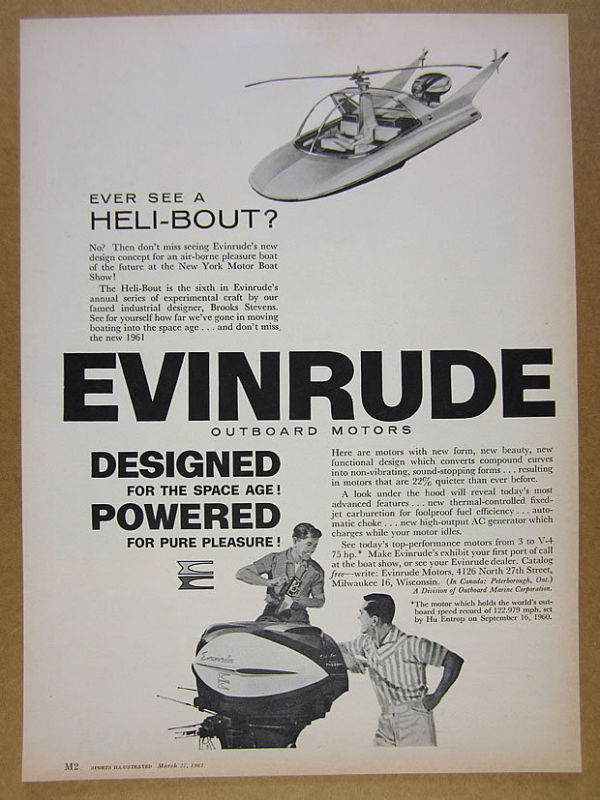 EVER SEE A
HELI-BOUT?
No? Then don't miss seeing Evinrude's new
design concept for an air-borne pleasure boat
of the future at the New York Motor Boat
Show!
The Heli-Bout is the sixth in Evinrude's
annual series of experimental craft by our
famed industrial designer, Brooks Stevens.
See for yourself how far we've gone in moving
boating into the space age . . . and don't miss
the new 1961
EVINRUDE
OUTBOARD MOTORS
DESIGNED
FOR THE SPACE AGE!
POWERED
FOR PURE PLEASURE!
Here are motors with new form, new beauty, new
functional design which converts compound curves
into non-vibrating, sound-stopping forms . . . resulting
in motors that are 22% quieter than ever before.
A look under the hood will reveal today's most
advanced features . . . new thermal-controlled fixed-
jet carburetion for foolproof fuel efficiency . . . auto-
matic choke . . . new high-output AC generator which
charges while your motor idles.
See today's top-performance motors from 3 to V-4
75 hp.* Make Evinrude's exhibit your first port of call
at the boat show, or see your Evinrude dealer. Catalog
free—write: Evinrude Motors, 4126 North 27th Street,
Milwaukee 16, Wisconsin. (In Canada: Peterborough, Ont.)
A Division of Outboard Marine Corporation.
*The motor which holds the world's out-
board speed record of 122.979 mph, set
by Hu Entrop on September 16, 1960.
Evinrude
M2 SPORTS ILLUSTRATED March 27, 1961